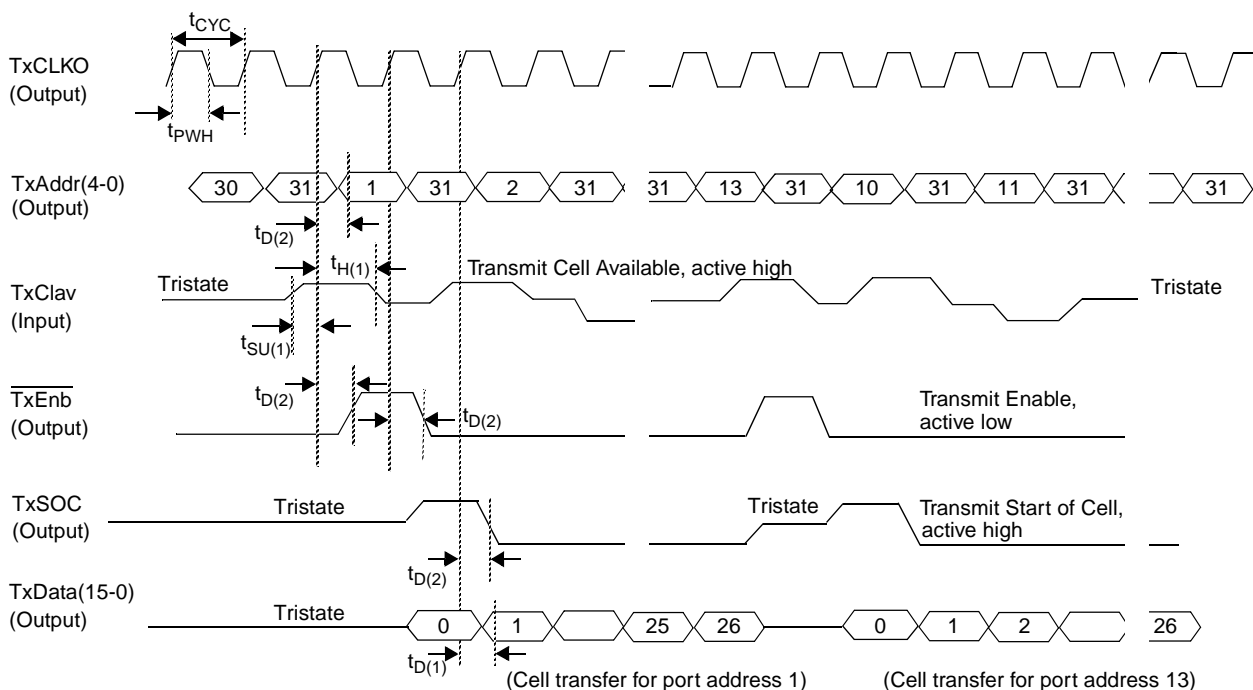 tCYC
TxCLKO
(Output)
tPWH
TxAddr(4-0)
(Output)
30 31 1 31 2 31 31 13 31 10 31 11 31 31
tD(2)
tH(1)
Transmit Cell Available, active high
TxClav
(Input)
Tristate
Tristate
tSU(1)
TxEnb
(Output)
tD(2)
tD(2)
Transmit Enable,
active low
TxSOC
(Output)
Tristate
Tristate
Transmit Start of Cell,
active high
tD(2)
TxData(15-0)
(Output)
Tristate
0 1 25 26 0 1 2 26
tD(1)
(Cell transfer for port address 1)
(Cell transfer for port address 13)